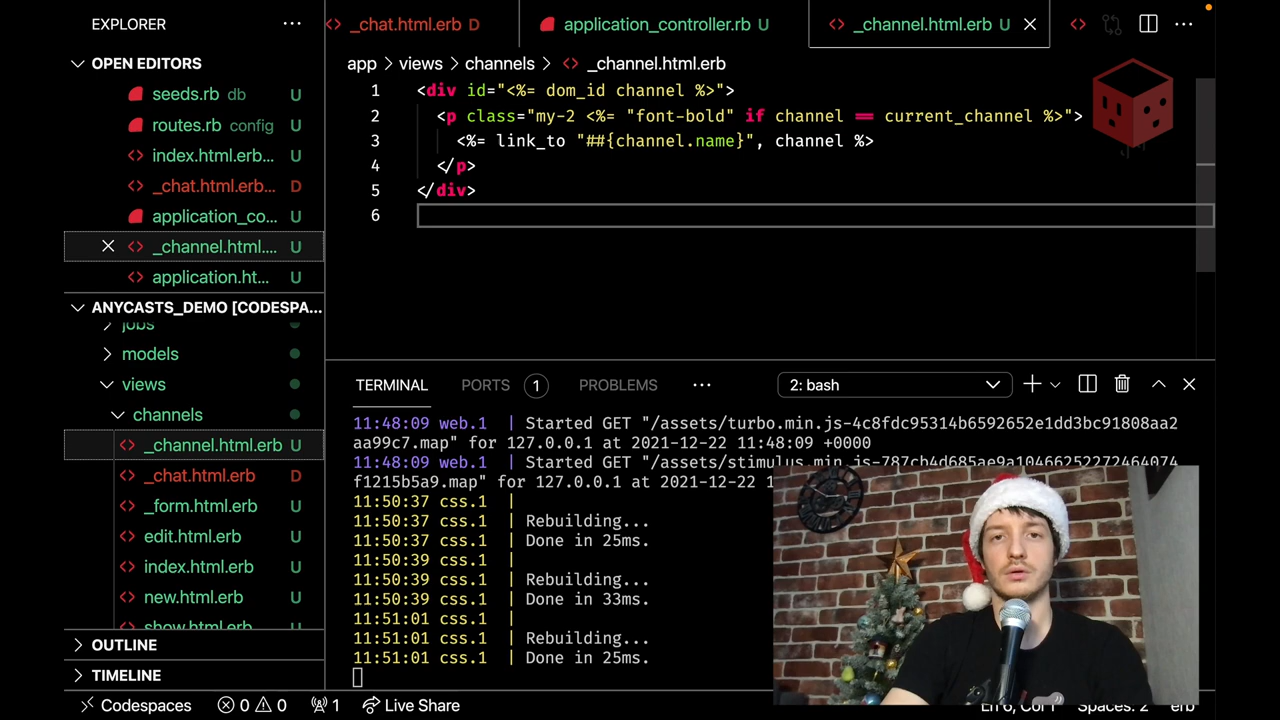 EXPLORER
OPEN EDITORS
seeds.rb db U
routes.rb config U
index.html.erb... U
_chat.html.erb... D
application_co... U
_channel.html.... U
application.ht... U
ANYCASTS_DEMO [CODESPA...
jobs
models
views
channels
_channel.html.erb U
_chat.html.erb D
_form.html.erb U
edit.html.erb U
index.html.erb U
new.html.erb U
show.html.erb U
OUTLINE
TIMELINE
_chat.html.erb D
application_controller.rb U
_channel.html.erb U
app > views > channels > _channel.html.erb
1 <div id="<%= dom_id channel %>">
2 <p class="my-2 <%= "font-bold" if channel == current_channel %>">
3 <%= link_to "##{channel.name}", channel %>
4 </p>
5 </div>
6
TERMINAL PORTS 1 PROBLEMS ... 2: bash
11:48:09 web.1 | Started GET "/assets/turbo.min.js-4c8fdc95314b6592652e1dd3bc91808aa2
aa99c7.map" for 127.0.0.1 at 2021-12-22 11:48:09 +0000
11:48:09 web.1 | Started GET "/assets/stimulus.min.js-787cb4d685ae9a10466252272464074
f1215b5a9.map" for 127.0.0.1 at 2021-12-22 1
11:50:37 css.1 |
11:50:37 css.1 | Rebuilding...
11:50:37 css.1 | Done in 25ms.
11:50:39 css.1 |
11:50:39 css.1 | Rebuilding...
11:50:39 css.1 | Done in 33ms.
11:51:01 css.1 |
11:51:01 css.1 | Rebuilding...
11:51:01 css.1 | Done in 25ms.
Codespaces 0 0 1 Live Share Ln 6, Col 1 Spaces: 2 erb